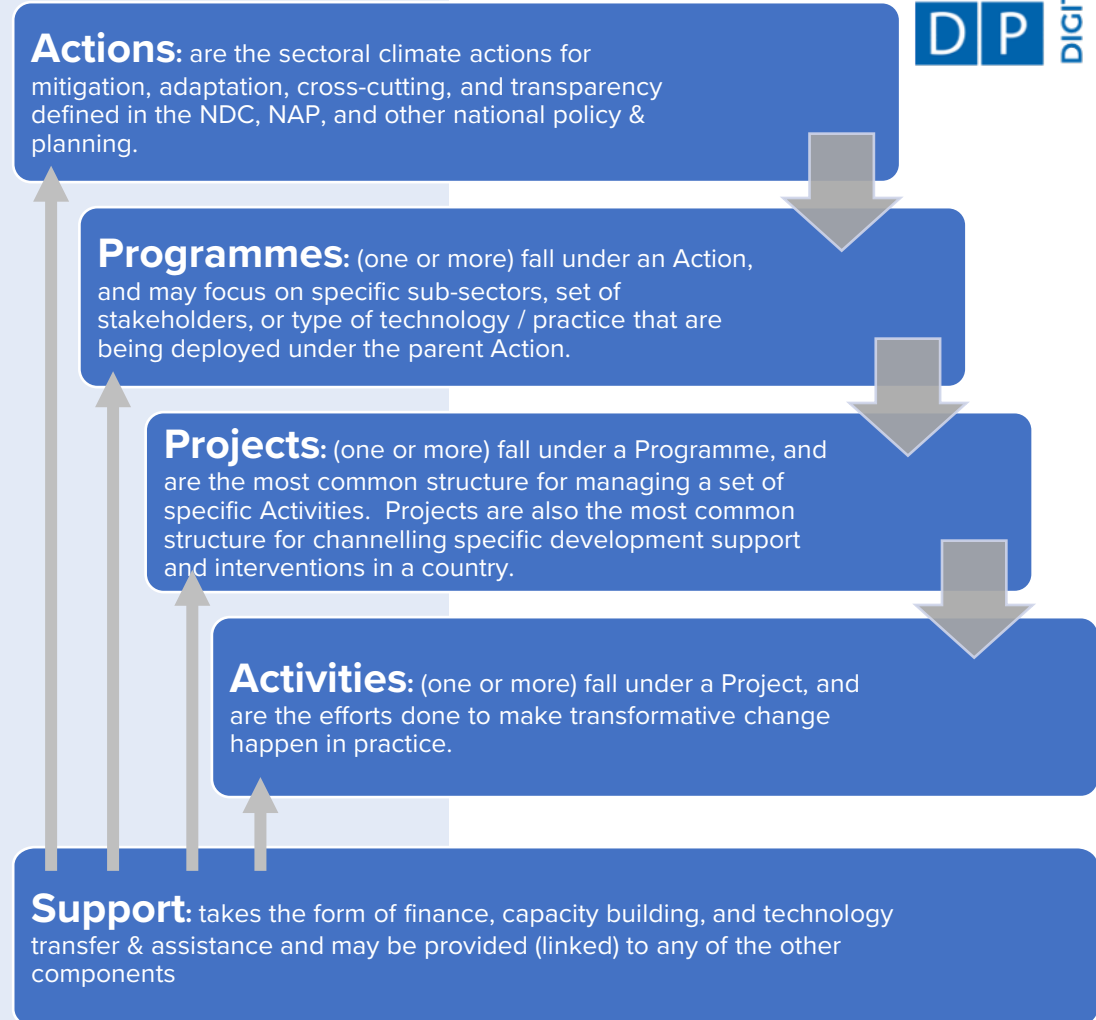 Actions: are the sectoral climate actions for
mitigation, adaptation, cross-cutting, and transparency
defined in the NDC, NAP, and other national policy &
planning.
D P
Programmes: (one or more) fall under an Action,
and may focus on specific sub-sectors, set of
stakeholders, or type of technology / practice that are
being deployed under the parent Action.
Projects: (one or more) fall under a Programme, and
are the most common structure for managing a set of
specific Activities.  Projects are also the most common
structure for channelling specific development support
and interventions in a country.
Activities: (one or more) fall under a Project, and
are the efforts done to make transformative change
happen in practice.
Support: takes the form of finance, capacity building, and technology
transfer & assistance and may be provided (linked) to any of the other
components